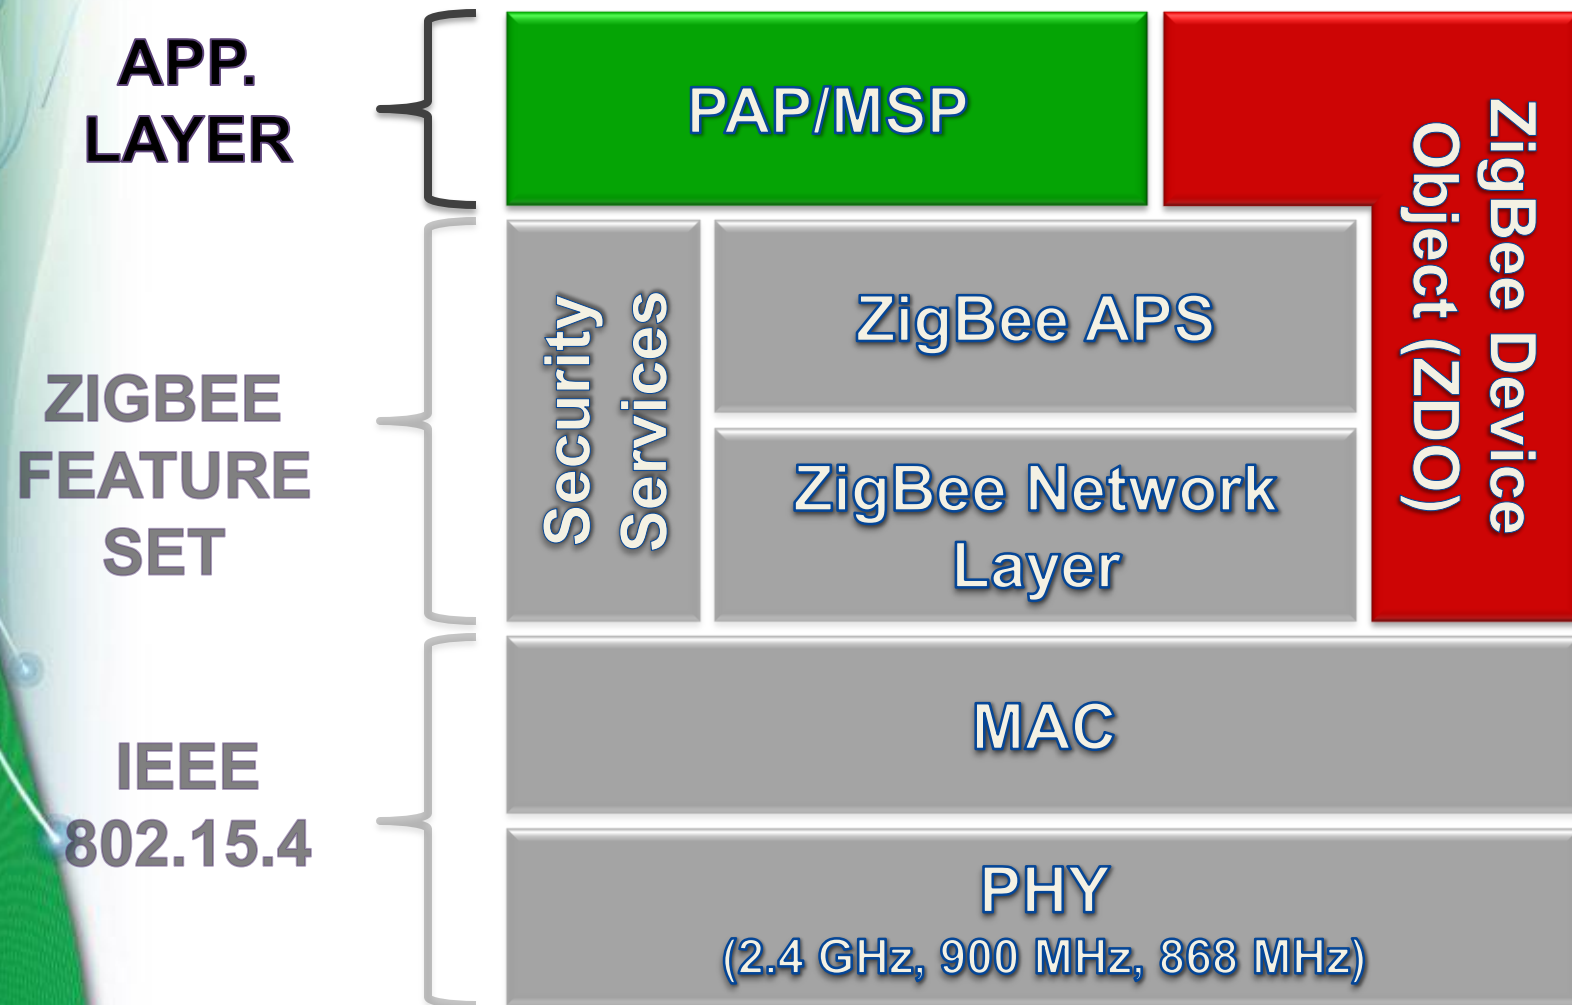 APP.
LAYER
PAP/MSP
ZigBee Device
Object (ZDO)
ZIGBEE
FEATURE
SET
Security
Services
ZigBee APS
ZigBee Network
Layer
IEEE
802.15.4
MAC
PHY
(2.4 GHz, 900 MHz, 868 MHz)